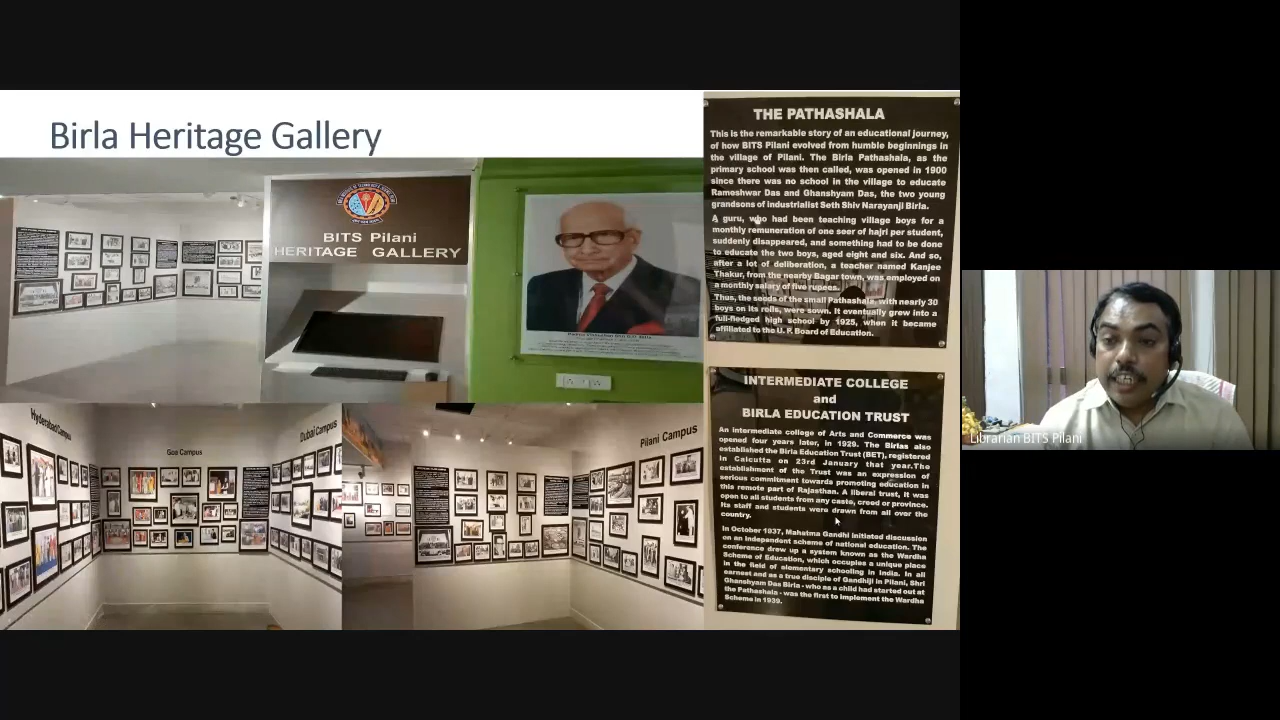 Birla Heritage Gallery
BITS Pilani
HERITAGE GALLERY
Hyderabad Campus
Goa Campus
Dubai Campus
Pilani Campus
THE PATHASHALA
This is the remarkable story of an educational journey,
of how BITS Pilani evolved from humble beginnings in
the village of Pilani. The Birla Pathashala, as the
primary school was then called, was opened in 1900
since there was no school in the village to educate
Rameshwar Das and Ghanshyam Das, the two young
grandsons of industrialist Seth Shiv Narayanji Birla.
A guru, who had been teaching village boys for a
monthly remuneration of one seer of hajri per student,
suddenly disappeared, and something had to be done
to educate the two boys, aged eight and six. And so,
after a lot of deliberation, a teacher named Kanjee
Thakur, from the nearby Bagar town, was employed on
a monthly salary of five rupees.
Thus, the seeds of the small Pathashala, with nearly 30
boys on its rolls, were sown. It eventually grew into a
full-fledged high school by 1925, when it became
affiliated to the U. P. Board of Education.
INTERMEDIATE COLLEGE
and
BIRLA EDUCATION TRUST
An intermediate college of Arts and Commerce was
opened four years later, in 1929. The Birlas also
established the Birla Education Trust (BET), registered
in Calcutta on 23rd January that year.The
establishment of the Trust was an expression of
serious commitment towards promoting education in
this remote part of Rajasthan. A liberal trust, it was
open to all students from any caste, creed or province.
Its staff and students were drawn from all over the
country.
In October 1937, Mahatma Gandhi initiated discussion
on an independent scheme of national education. The
conference drew up a system known as the Wardha
Scheme of Education, which occupies a unique place
in the field of elementary schooling in India. In all
earnest and as a true disciple of Gandhiji in Pilani, Shri
Ghanshyam Das Birla - who as a child had started out at
the Pathashala - was the first to implement the Wardha
Scheme in 1939.
Librarian BITS Pilani